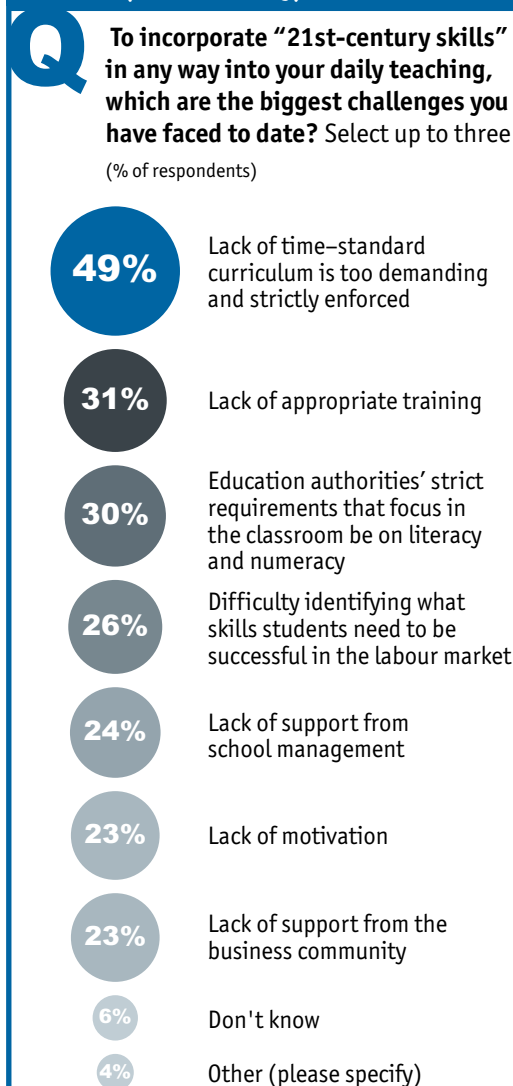 Q
To incorporate “21st-century skills”
in any way into your daily teaching,
which are the biggest challenges you
have faced to date? Select up to three
(% of respondents)
49%
Lack of time–standard
curriculum is too demanding
and strictly enforced
31%
Lack of appropriate training
30%
Education authorities’ strict
requirements that focus in
the classroom be on literacy
and numeracy
26%
Difficulty identifying what
skills students need to be
successful in the labour market
24%
Lack of support from
school management
23%
Lack of motivation
23%
Lack of support from the
business community
6%
Don't know
4%
Other (please specify)